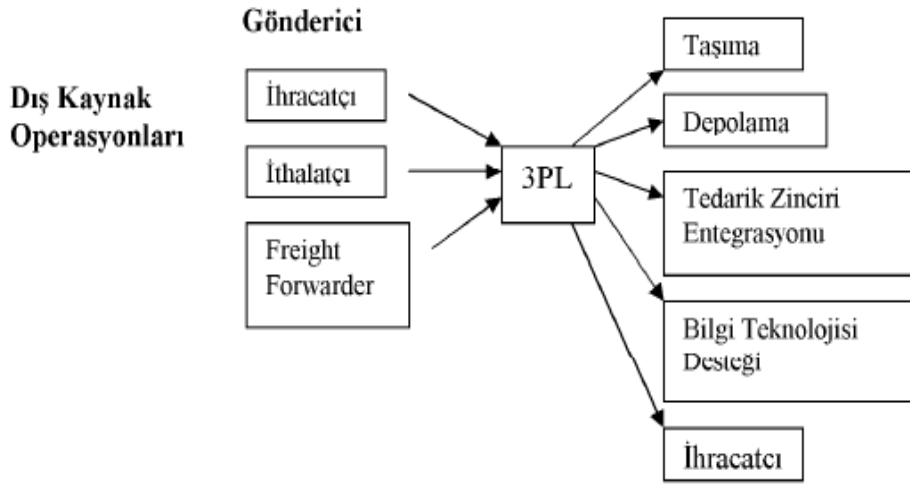 Gönderici
Dış Kaynak
Operasyonları
İhracatçı
İthalatçı
Freight
Forwarder
3PL
Taşıma
Depolama
Tedarik Zinciri
Entegrasyonu
Bilgi Teknolojisi
Desteği
İhracatcı